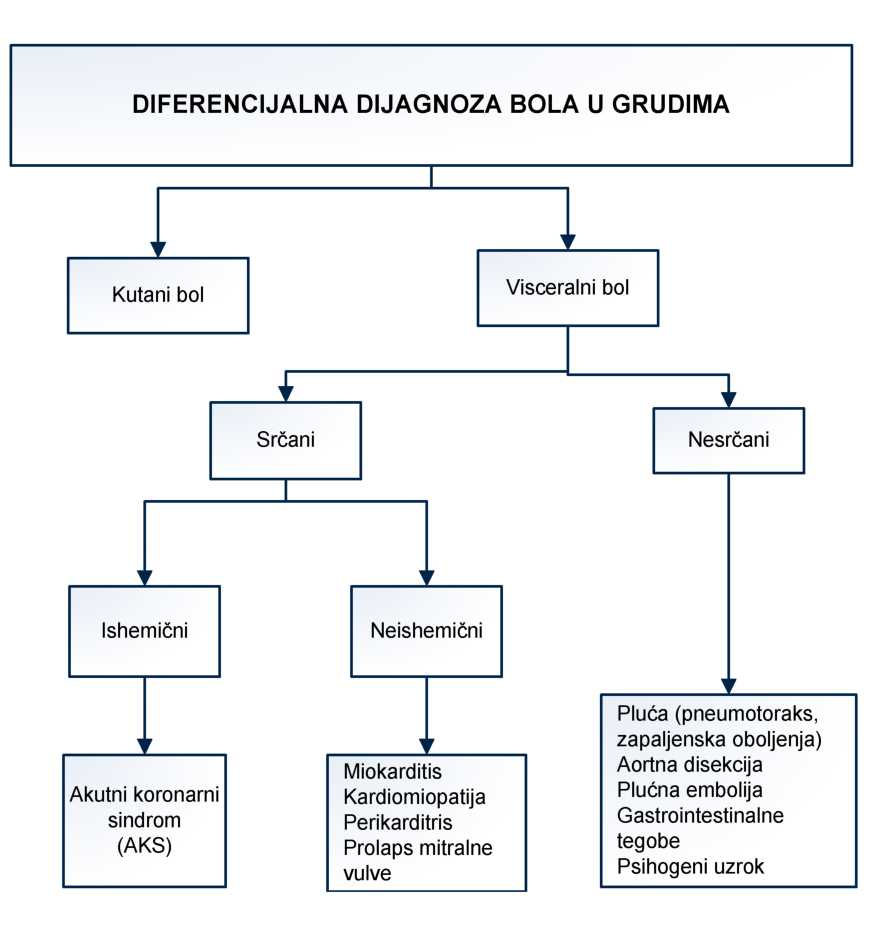 DIFERENCIJALNA DIJAGNOZA BOLA U GRUDIMA
Kutani bol
Visceralni bol
Srčani
Nesrčani
Ishemični
Neishemični
Akutni koronarni
sindrom
(AKS)
Miokarditis
Kardiomiopatija
Perikarditris
Prolaps mitralne
vulve
Pluća (pneumotoraks,
zapaljenska oboljenja)
Aortna disekcija
Plućna embolija
Gastrointestinalne
tegobe
Psihogeni uzrok